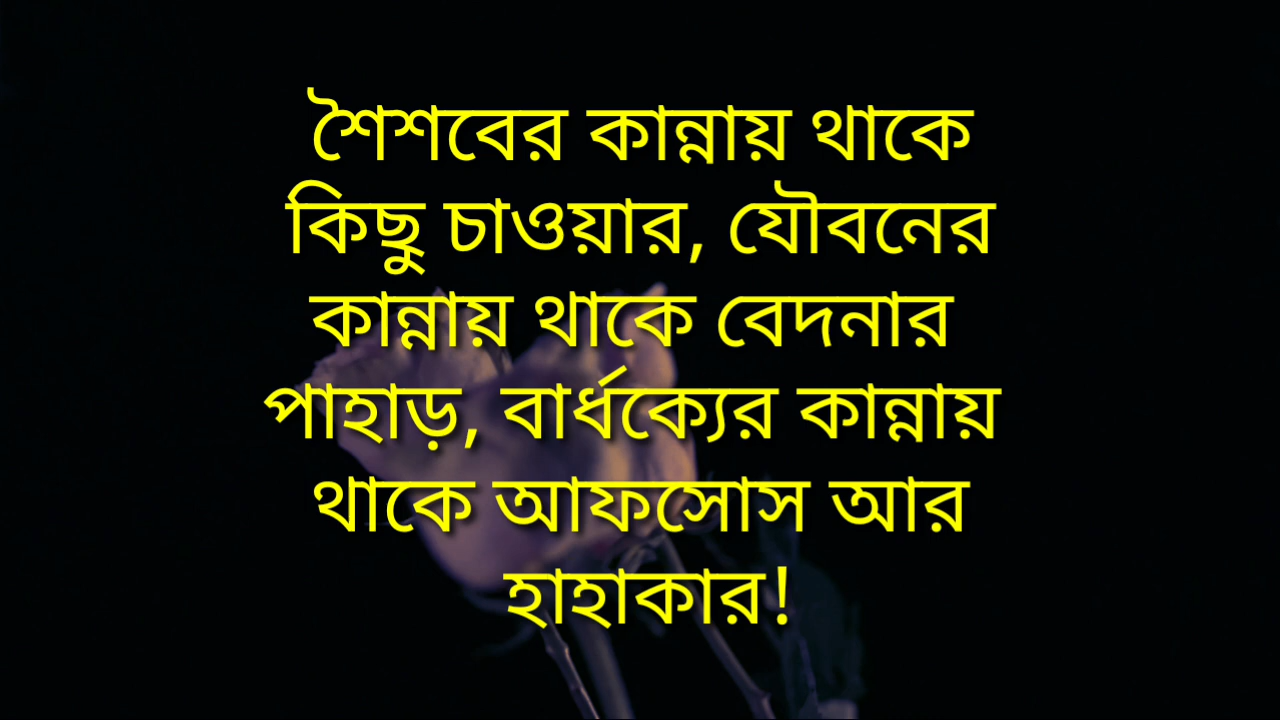 শৈশবের কান্নায় থাকে
কিছু চাওয়ার, যৌবনের
কান্নায় থাকে বেদনার
পাহাড়, বার্ধক্যের কান্নায়
থাকে আফসোস আর
হাহাকার!